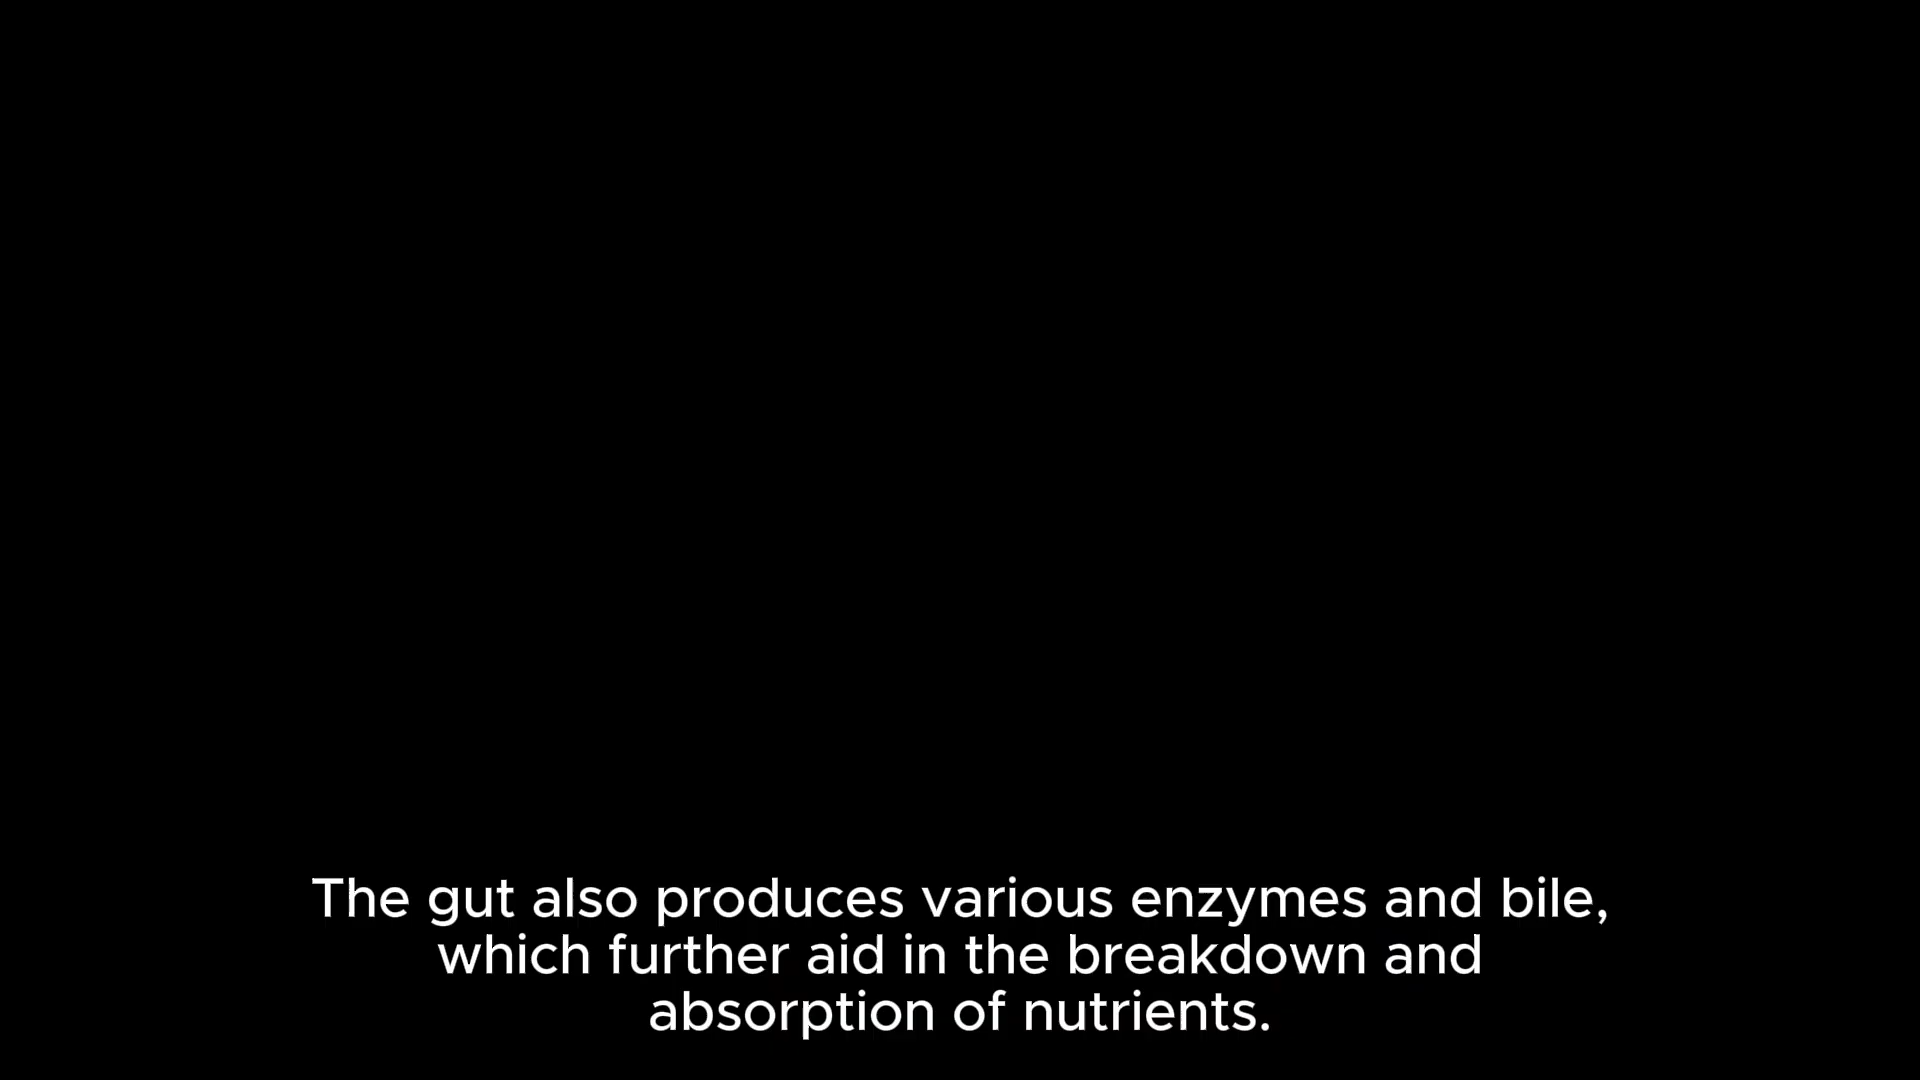 The gut also produces various enzymes and bile,
which further aid in the breakdown and
absorption of nutrients.